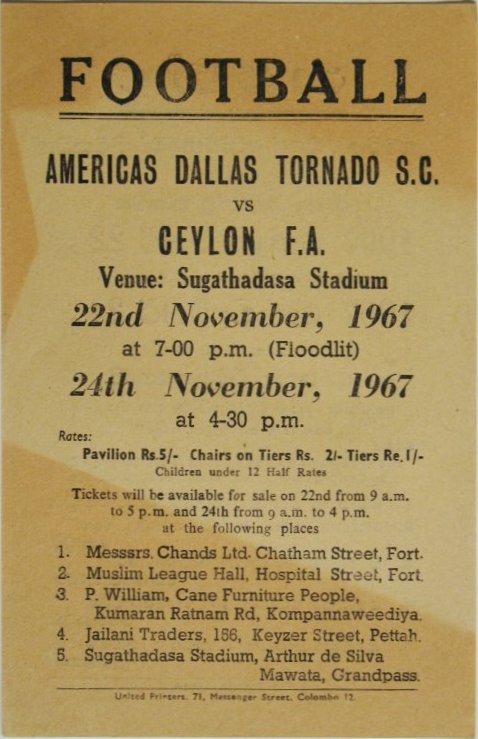 FOOTBALL
AMERICAS DALLAS TORNADO S.C.
VS
CEYLON F.A.
Venue: Sugathadasa Stadium
22nd November, 1967
at 7-00 p.m. (Floodlit)
24th November, 1967
at 4-30 p.m.
Rates:
Pavilion Rs.5/- Chairs on Tiers Rs. 2/- Tiers Re.1/-
Children under 12 Half Rates
Tickets will be available for sale on 22nd from 9 a.m.
to 5 p.m. and 24th from 9 a.m. to 4 p.m.
at the following places
1. Messsrs. Chands Ltd. Chatham Street, Fort.
2. Muslim League Hall, Hospital Street, Fort.
3. P. William, Cane Furniture People,
Kumaran Ratnam Rd, Kompannaweediya.
4. Jailani Traders, 156, Keyzer Street, Pettah.
5. Sugathadasa Stadium, Arthur de Silva
Mawata, Grandpass.
United Printers, 71, Messenger Street, Colombo 12.